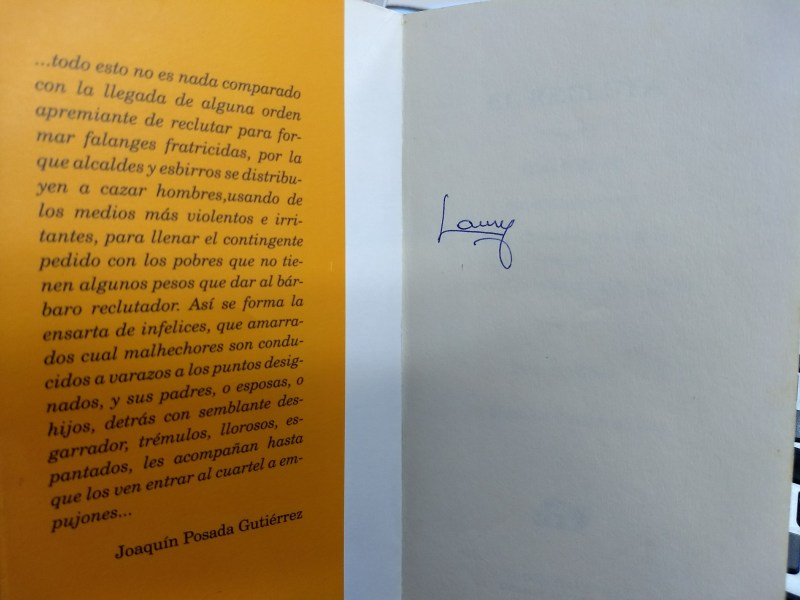 ...todo esto no es nada comparado
con la llegada de alguna orden
apremiante de reclutar para for-
mar falanges fratricidas, por la
que alcaldes y esbirros se distribu-
yen a cazar hombres,usando de
los medios más violentos e irri-
tantes, para llenar el contingente
pedido con los pobres que no tie-
nen algunos pesos que dar al bár-
baro reclutador. Así se forma la
ensarta de infelices, que amarra-
dos cual malhechores son condu-
cidos a varazos a los puntos desig-
nados, y sus padres, o esposas, o
hijos, detrás con semblante des-
garrador, trémulos, llorosos, es-
pantados, les acompañan hasta
que los ven entrar al cuartel a em-
pujones...
Joaquín Posada Gutiérrez